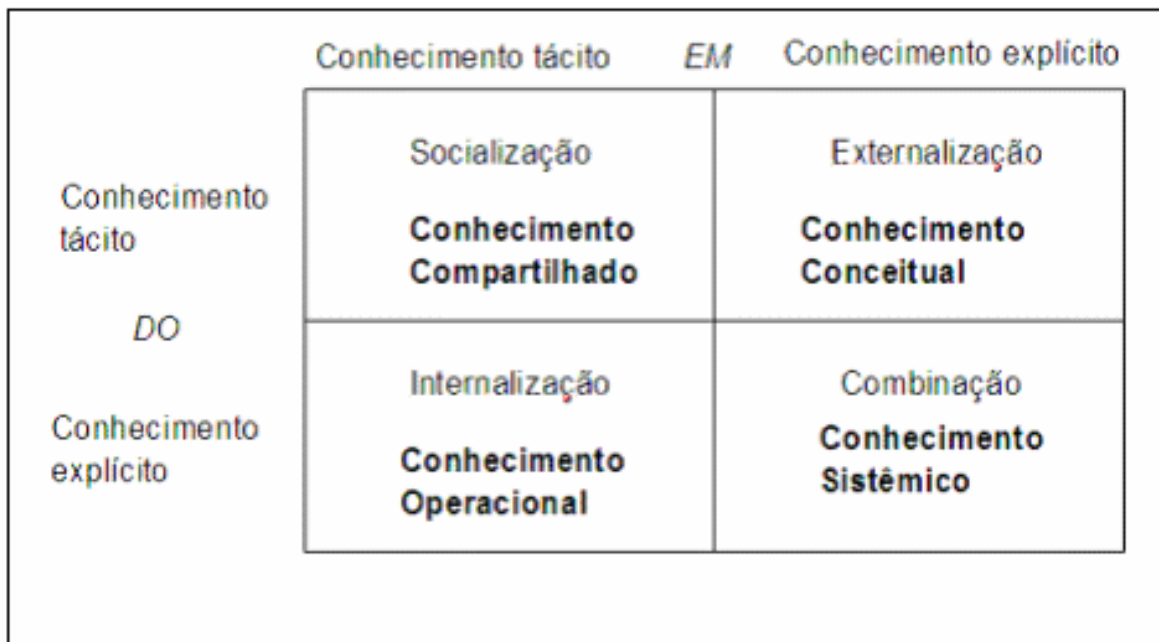 Conhecimento tácito EM Conhecimento explícito
Socialização
Externalização
Conhecimento
tácito
Conhecimento
Compartilhado
Conhecimento
Conceitual
DO
Internalização
Combinação
Conhecimento
explícito
Conhecimento
Operacional
Conhecimento
Sistêmico